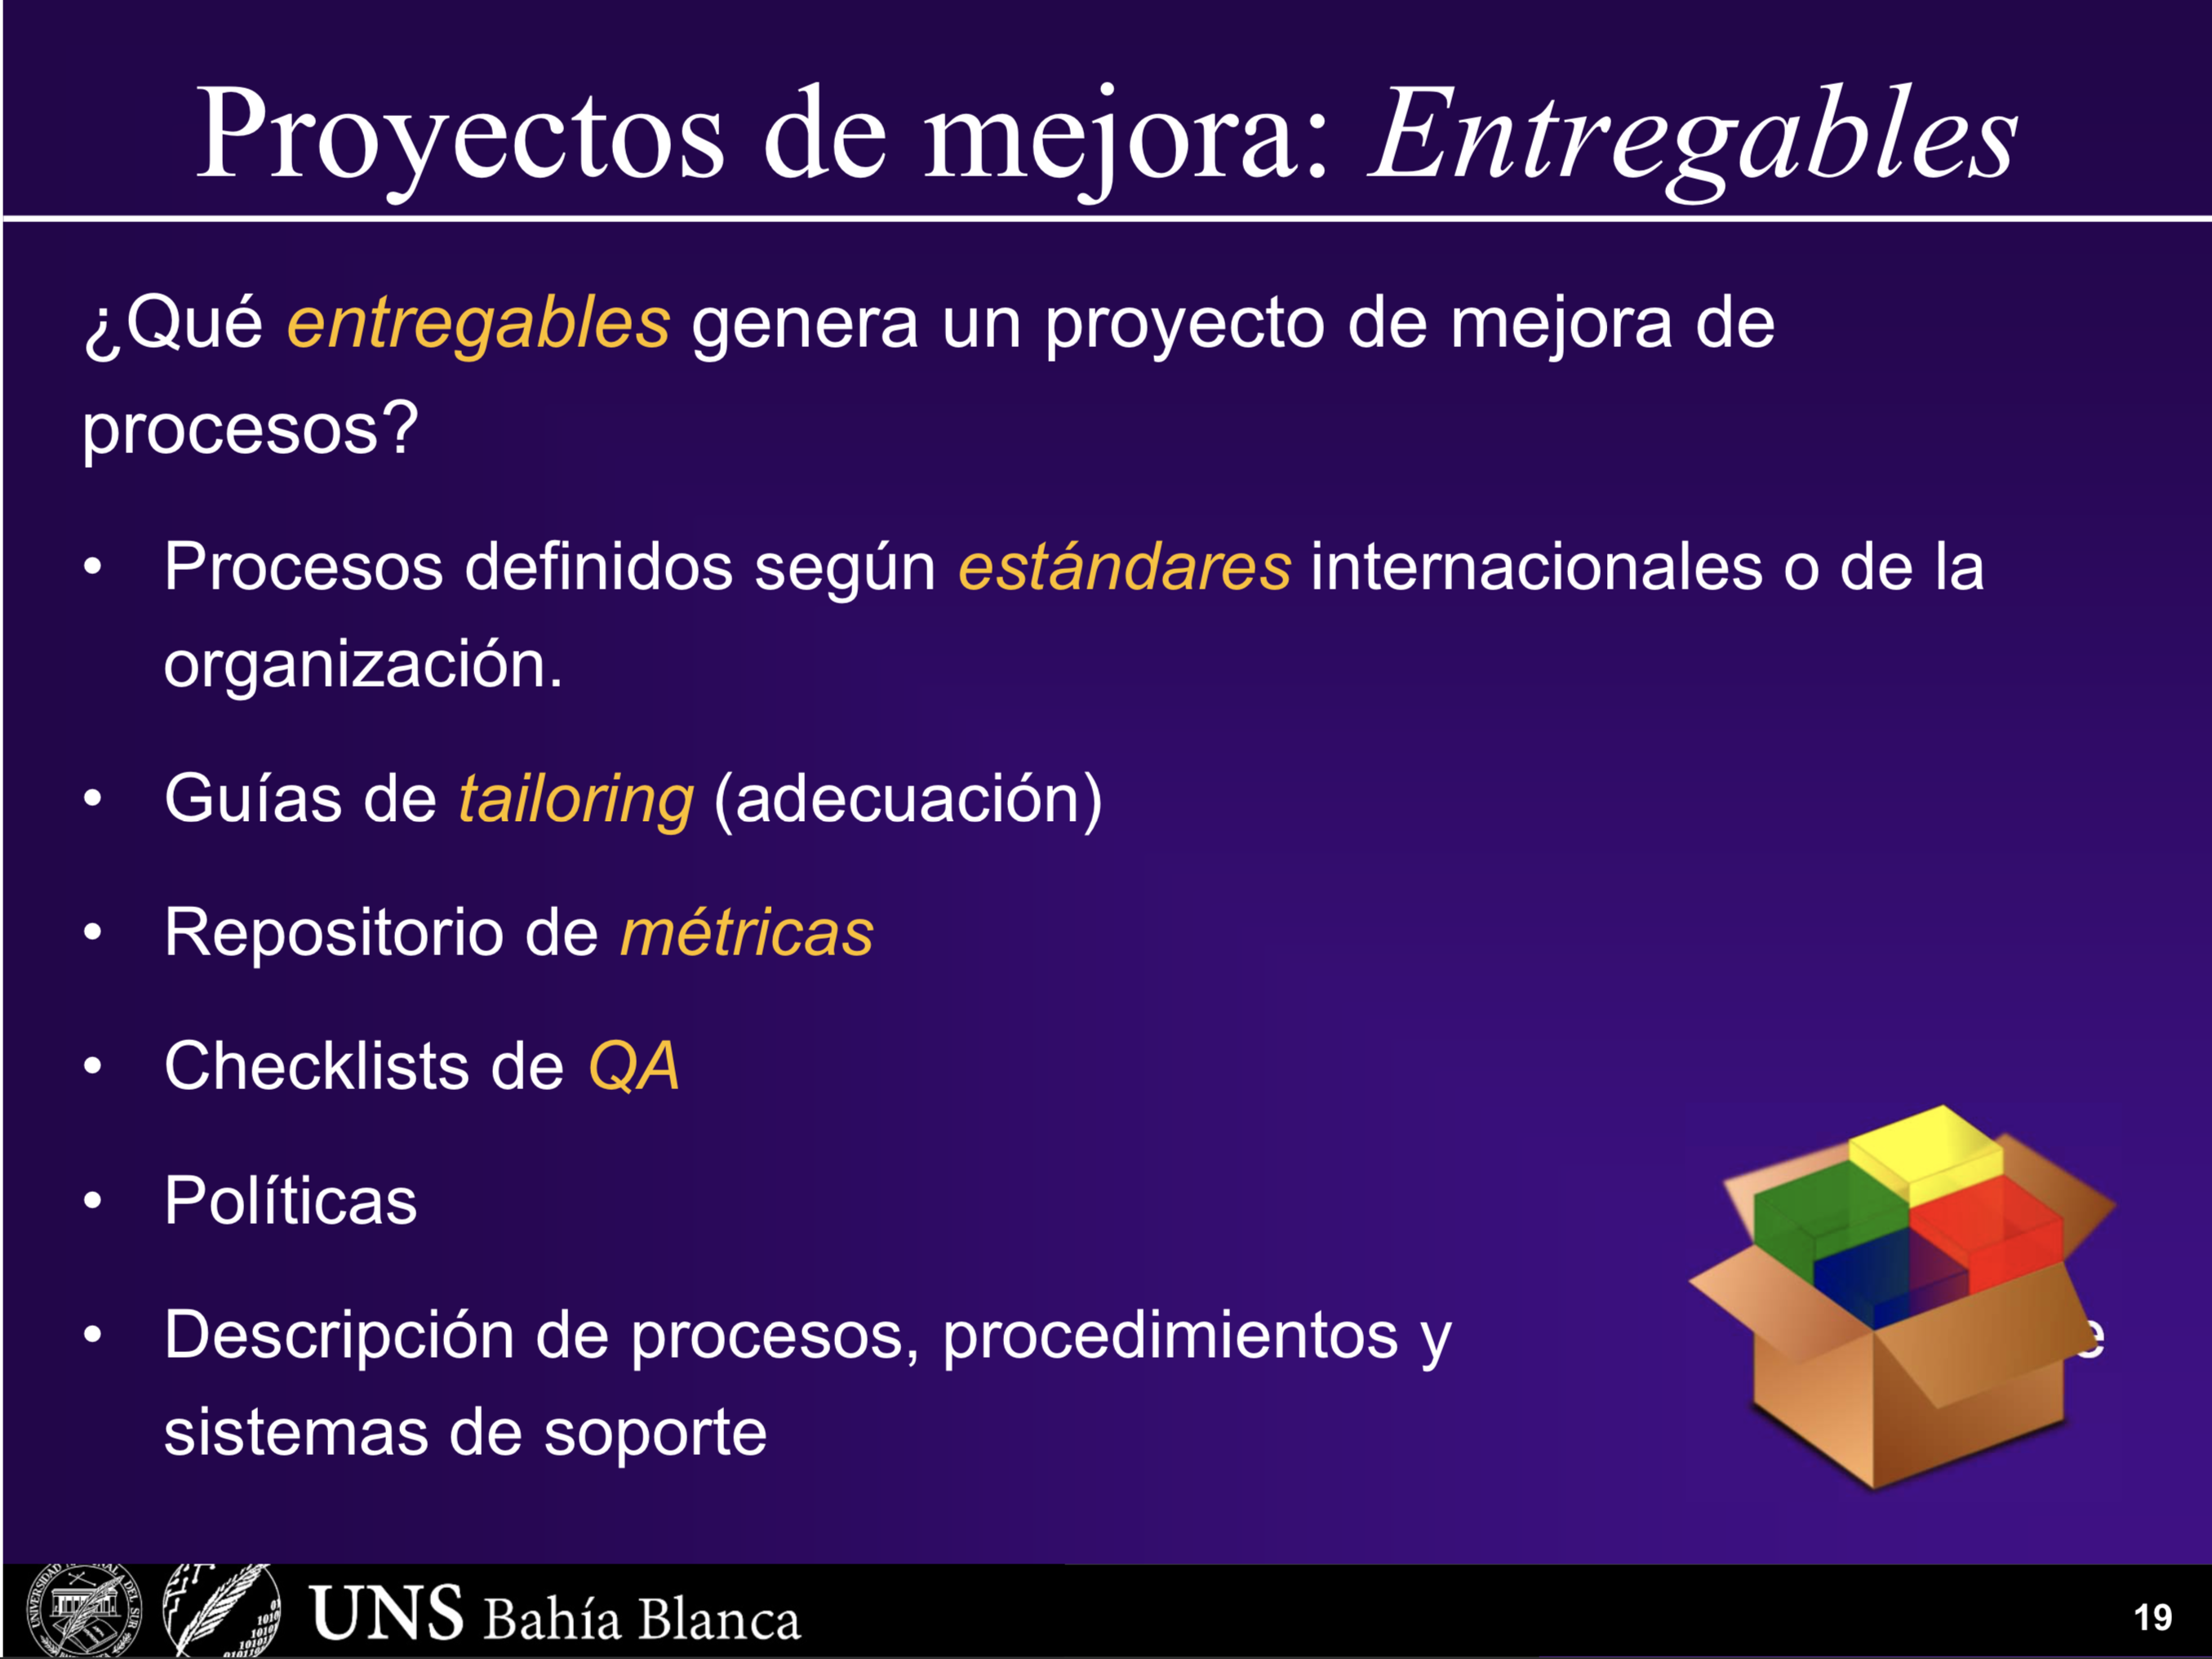 Proyectos de mejora: Entregables
¿Qué entregables genera un proyecto de mejora de
procesos?
• Procesos definidos según estándares internacionales o de la
organización.
• Guías de tailoring (adecuación)
• Repositorio de métricas
• Checklists de QA
• Políticas
• Descripción de procesos, procedimientos y
sistemas de soporte
UNS Bahía Blanca
19